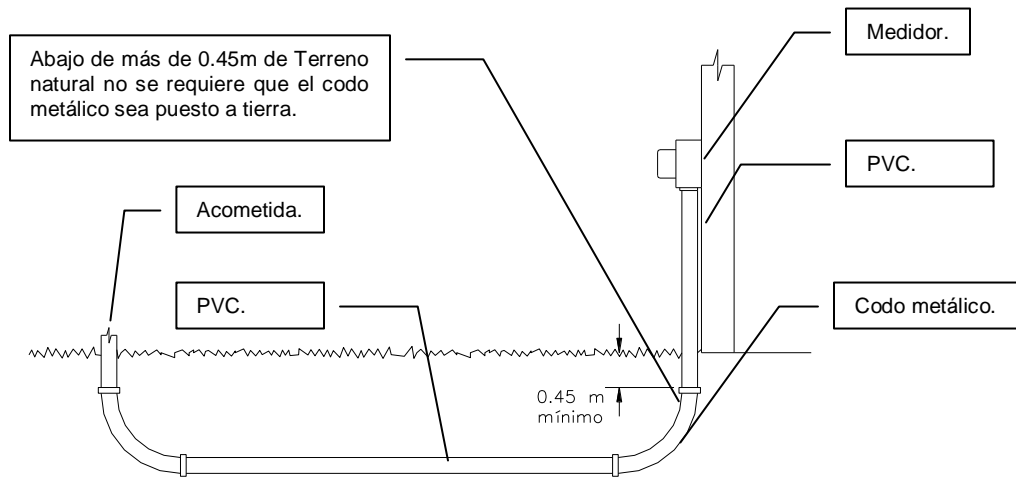 Medidor.
Abajo de más de 0.45m de Terreno
natural no se requiere que el codo
metálico sea puesto a tierra.
PVC.
Acometida.
PVC.
Codo metálico.
0.45 m
mínimo